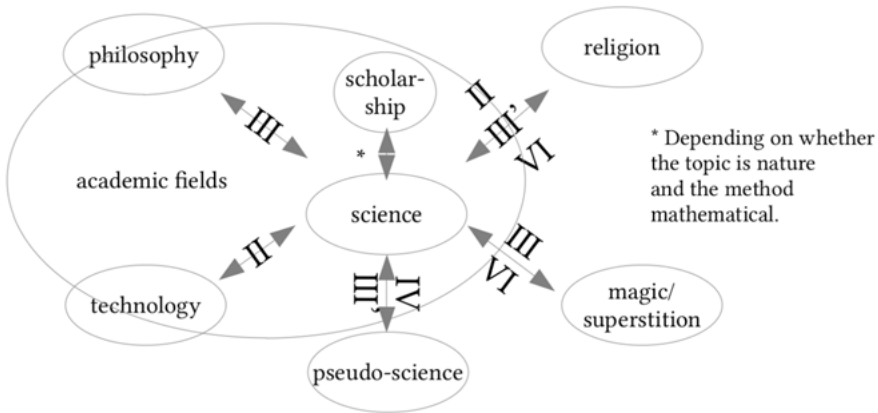 philosophy
scholar-
ship
religion
II
III
III'
VI
*
* Depending on whether
the topic is nature
and the method
mathematical.
academic fields
science
II
III
VI
technology
III'
IV
magic/
superstition
pseudo-science